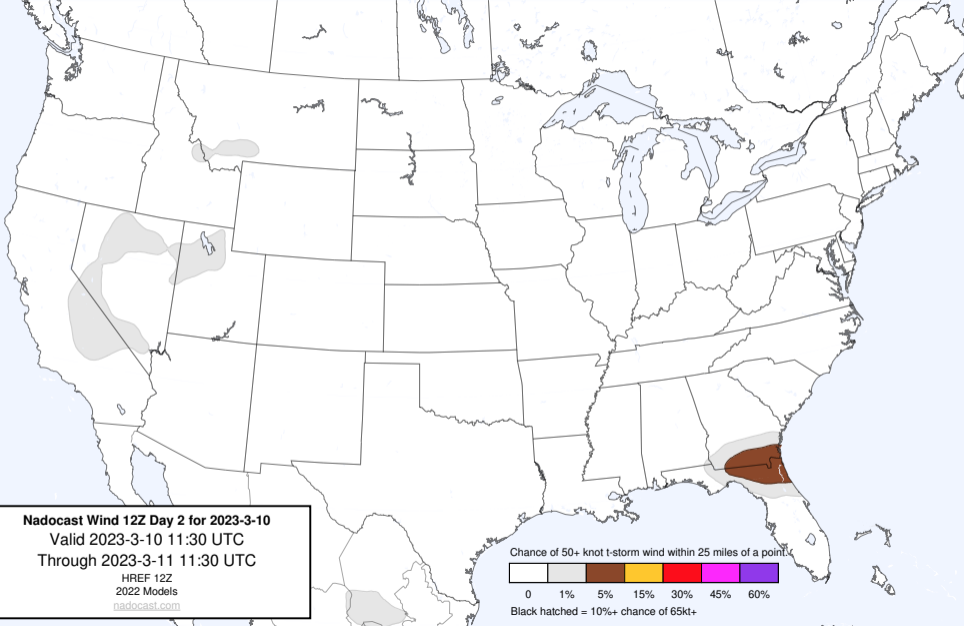 Nadocast Wind 12Z Day 2 for 2023-3-10
Valid 2023-3-10 11:30 UTC
Through 2023-3-11 11:30 UTC
HREF 12Z
2022 Models
nadocast.com
Chance of 50+ knot t-storm wind within 25 miles of a point.
0 1% 5% 15% 30% 45% 60%
Black hatched = 10%+ chance of 65kt+